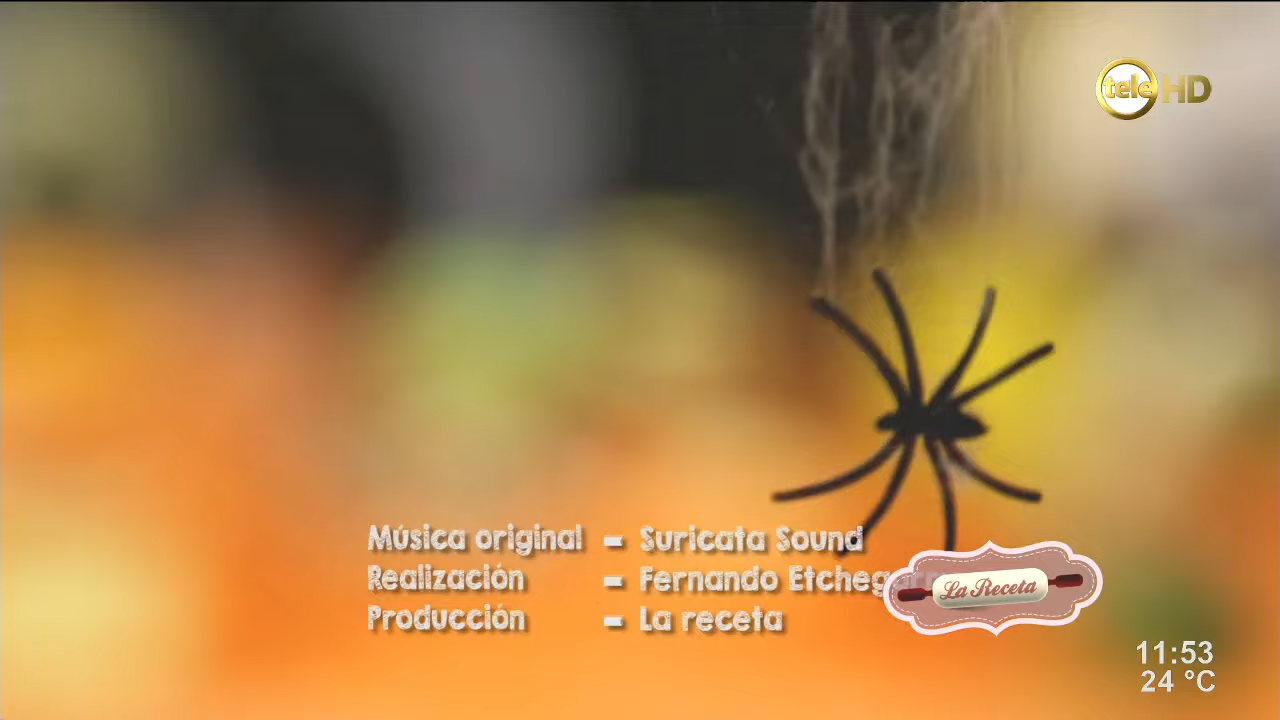 tele HD
Música original - Suricata Sound
Realización - Fernando
Producción - La receta
La Receta
11:53
24 °C